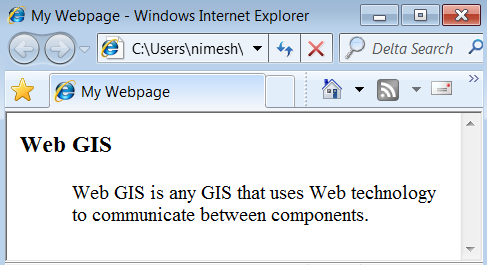 My Webpage - Windows Internet Explorer
C:\Users\nimesh\
Delta Search
My Webpage
Web GIS
Web GIS is any GIS that uses Web technology
to communicate between components.